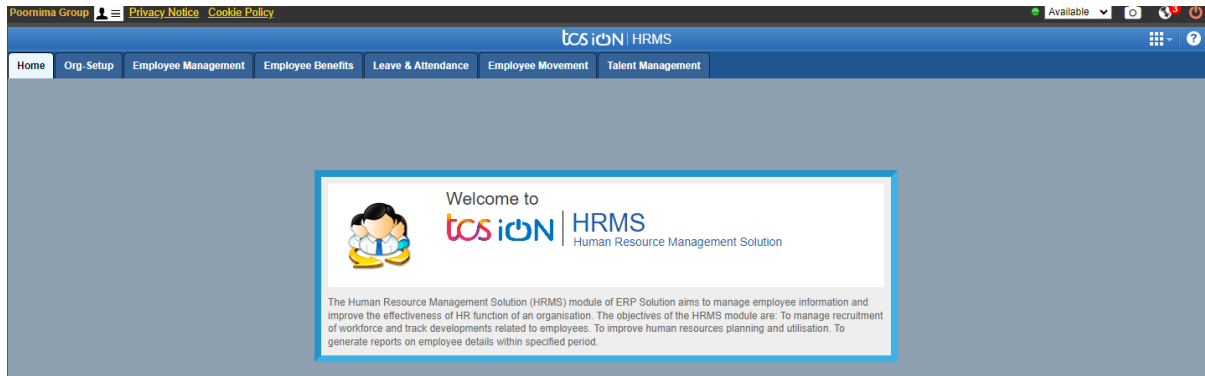 Poornima Group Privacy Notice Cookie Policy Available 3
tcs iON | HRMS ?
Home Org-Setup Employee Management Employee Benefits Leave & Attendance Employee Movement Talent Management
Welcome to
tcs iON | HRMS
Human Resource Management Solution
The Human Resource Management Solution (HRMS) module of ERP Solution aims to manage employee information and
improve the effectiveness of HR function of an organisation. The objectives of the HRMS module are: To manage recruitment
of workforce and track developments related to employees. To improve human resources planning and utilisation. To
generate reports on employee details within specified period.